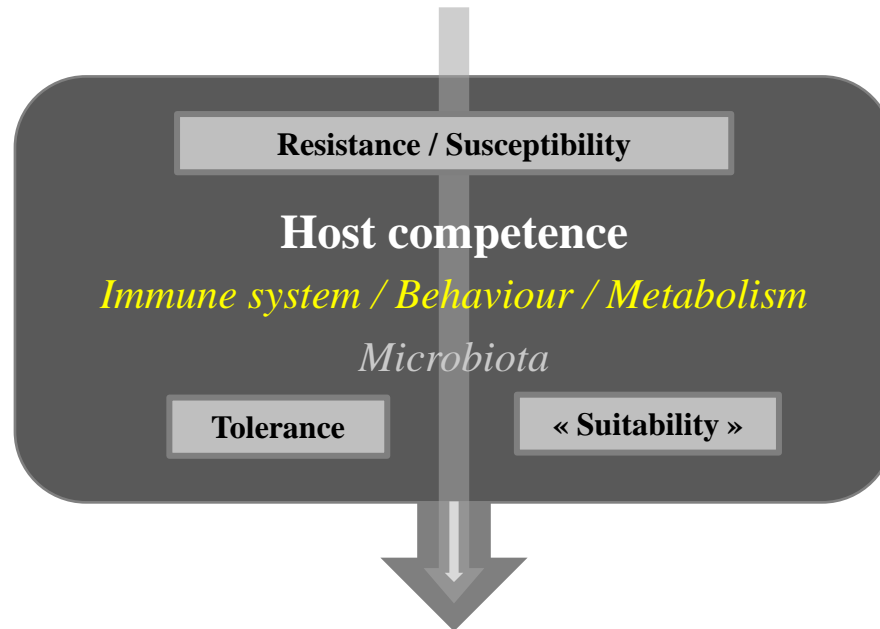 Resistance / Susceptibility
Host competence
Immune system / Behaviour / Metabolism
Microbiota
Tolerance
« Suitability »